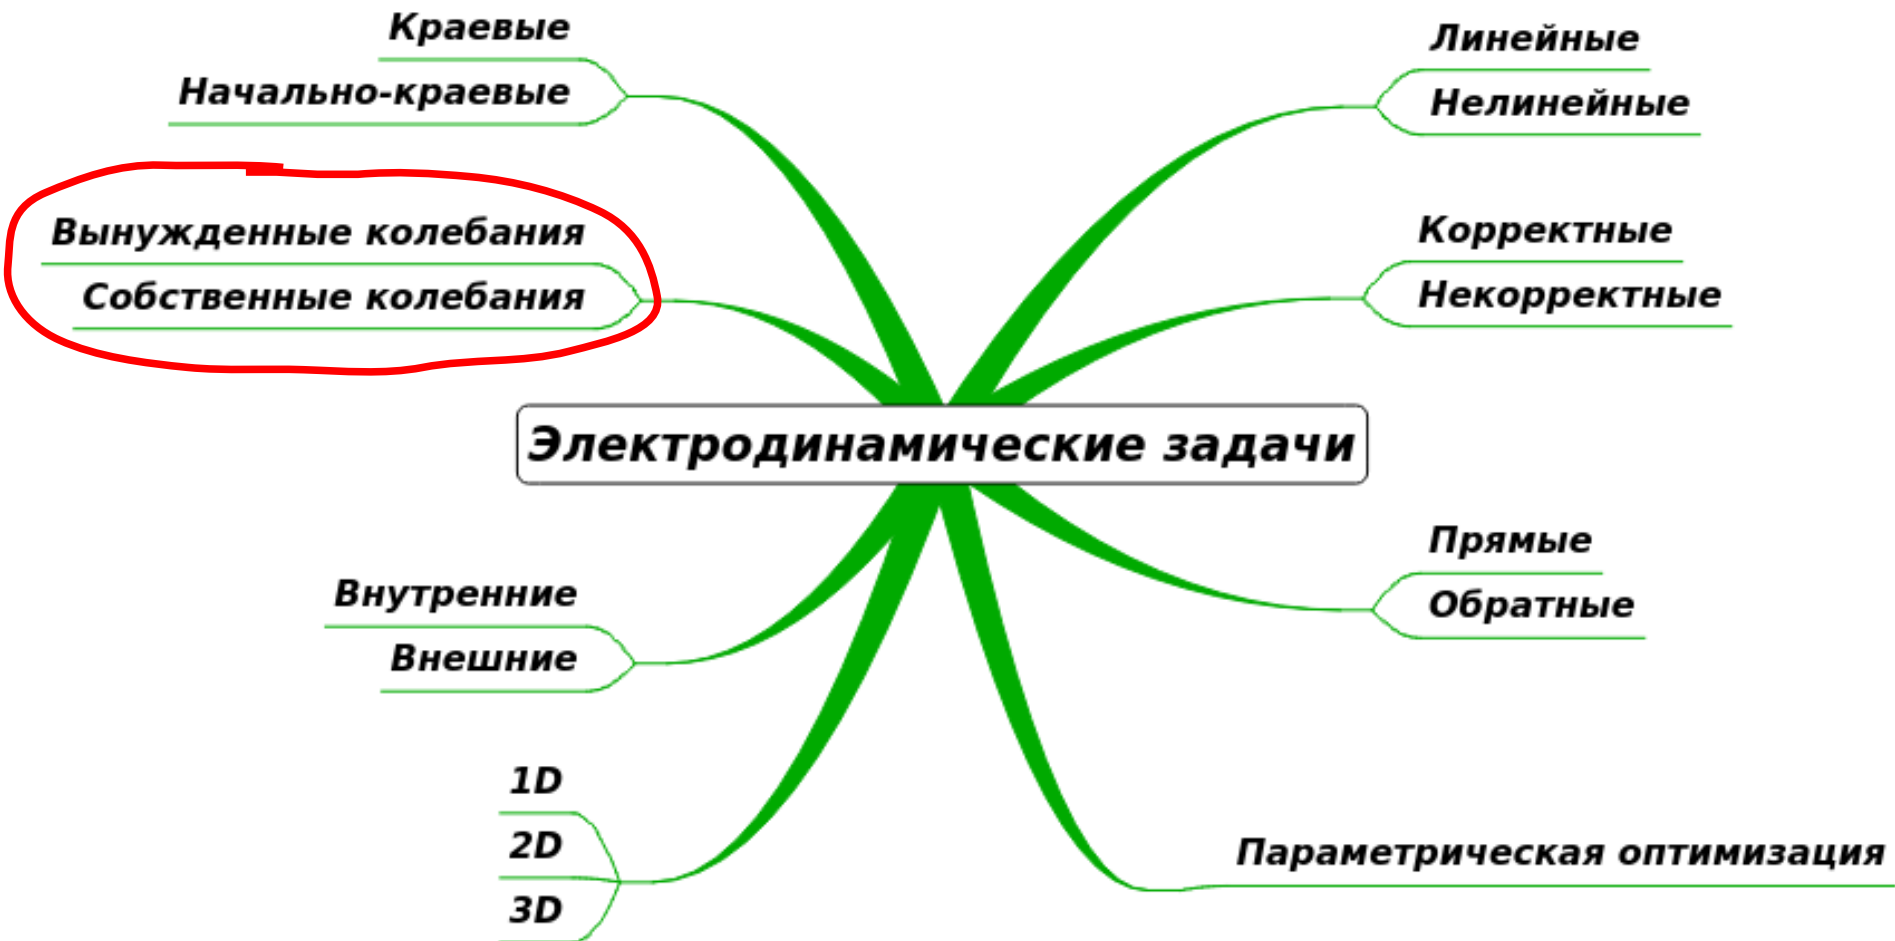 Краевые
Начально-краевые
Вынужденные колебания
Собственные колебания
Линейные
Нелинейные
Корректные
Некорректные
Электродинамические задачи
Внутренние
Внешние
1D
2D
3D
Прямые
Обратные
Параметрическая оптимизация